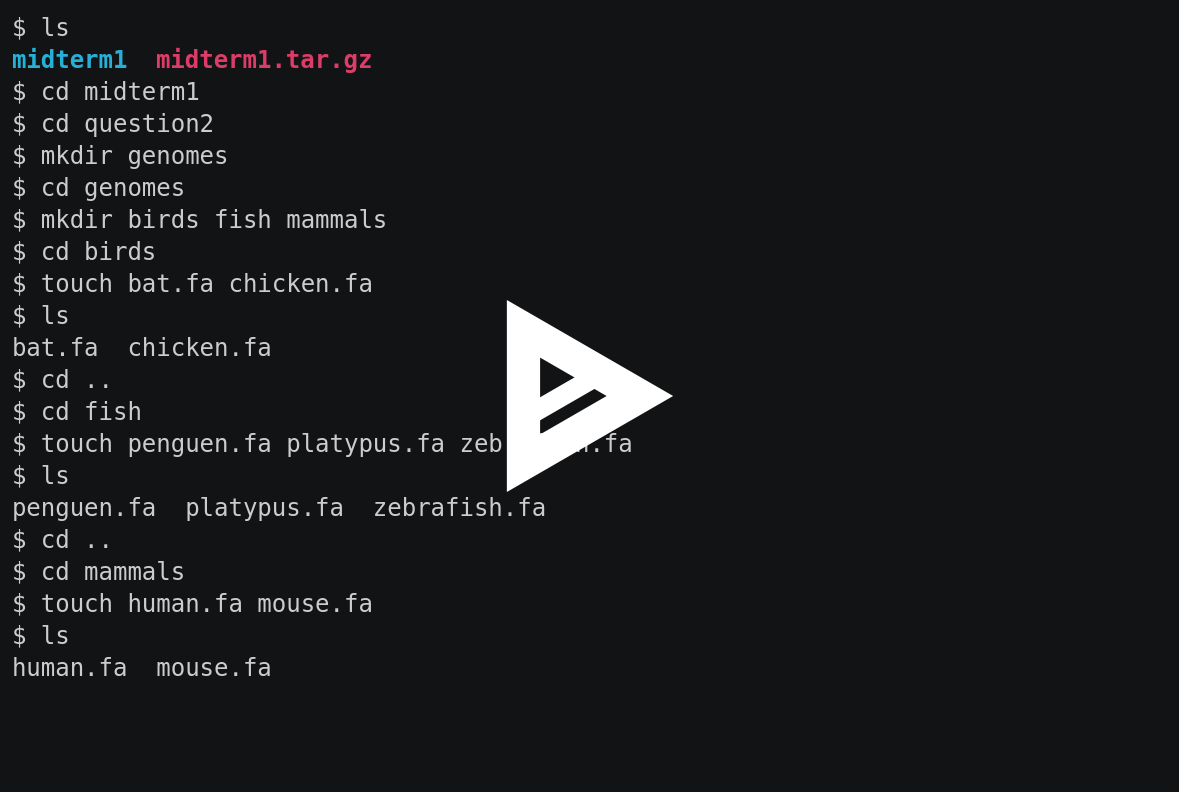 $ ls
midterm1  midterm1.tar.gz
$ cd midterm1
$ cd question2
$ mkdir genomes
$ cd genomes
$ mkdir birds fish mammals
$ cd birds
$ touch bat.fa chicken.fa
$ ls
bat.fa  chicken.fa
$ cd ..
$ cd fish
$ touch penguen.fa platypus.fa
$ ls
penguen.fa  platypus.fa  zebrafish.fa
$ cd ..
$ cd mammals
$ touch human.fa mouse.fa
$ ls
human.fa  mouse.fa